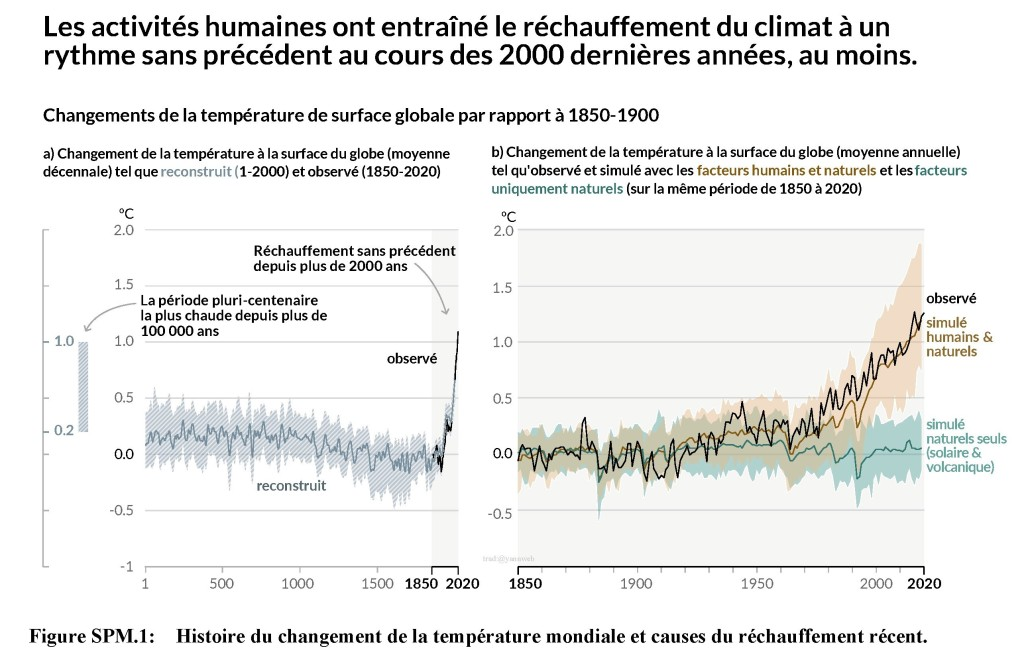 Les activités humaines ont entraîné le réchauffement du climat à un
rythme sans précédent au cours des 2000 dernières années, au moins.
Changements de la température de surface globale par rapport à 1850-1900
a) Changement de la température à la surface du globe (moyenne
décennale) tel que reconstruit (1-2000) et observé (1850-2020)
ºC
2.0
1.5
1.0
0.5
0.0
-0.5
-1
1.0
0.2
Réchauffement sans précédent
depuis plus de 2000 ans
La période pluri-centenaire
la plus chaude depuis plus de
100 000 ans
observé
reconstruit
1 500 1000 1500 1850 2020
b) Changement de la température à la surface du globe (moyenne annuelle)
tel qu'observé et simulé avec les facteurs humains et naturels et les facteurs
uniquement naturels (sur la même période de 1850 à 2020)
ºC
2.0
1.5
1.0
0.5
0.0
-0.5
observé
simulé
humains &
naturels
simulé
naturels seuls
(solaire &
volcanique)
1850 1900 1950 2000 2020
Figure SPM.1: Histoire du changement de la température mondiale et causes du réchauffement récent.